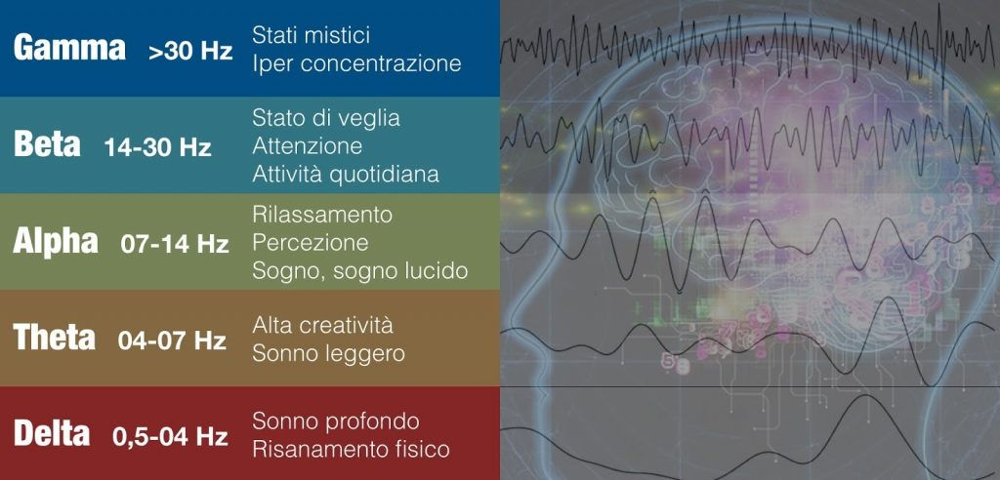 Gamma >30 Hz
Stati mistici
Iper concentrazione
Beta 14-30 Hz
Stato di veglia
Attenzione
Attività quotidiana
Alpha 07-14 Hz
Rilassamento
Percezione
Sogno, sogno lucido
Theta 04-07 Hz
Alta creatività
Sonno leggero
Delta 0,5-04 Hz
Sonno profondo
Risanamento fisico